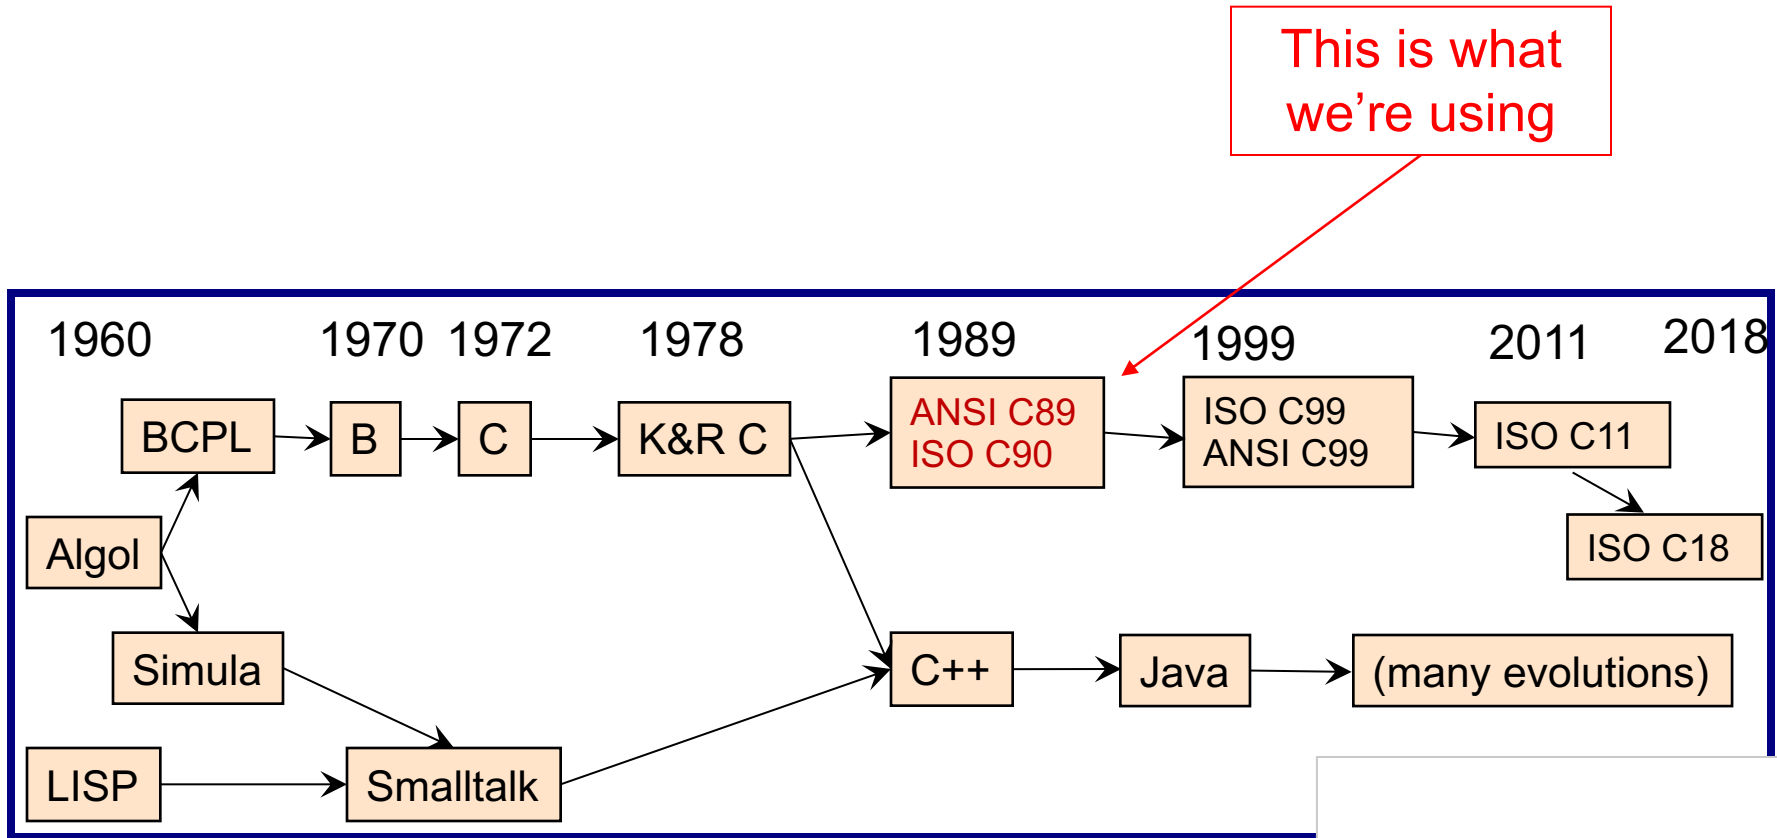 This is what
we’re using
1960
1970
1972
1978
1989
1999
2011
2018
BCPL
B
C
K&R C
ANSI C89
ISO C90
ISO C99
ANSI C99
ISO C11
Algol
ISO C18
Simula
C++
Java
(many evolutions)
LISP
Smalltalk